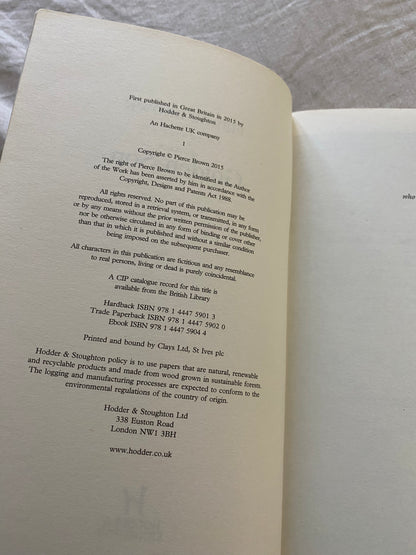 First published in Great Britain in 2015 by
Hodder & Stoughton
An Hachette UK company
1
Copyright © Pierce Brown 2015
The right of Pierce Brown to be identified as the Author
of the Work has been asserted by him in accordance with the
Copyright, Designs and Patents Act 1988.
All rights reserved. No part of this publication may be
reproduced, stored in a retrieval system, or transmitted, in any form
or by any means without the prior written permission of the publisher,
nor be otherwise circulated in any form of binding or cover other
than that in which it is published and without a similar condition
being imposed on the subsequent purchaser.
All characters in this publication are fictitious and any resemblance
to real persons, living or dead is purely coincidental.
A CIP catalogue record for this title is
available from the British Library
Hardback ISBN 978 1 4447 5901 3
Trade Paperback ISBN 978 1 4447 5902 0
Ebook ISBN 978 1 4447 5904 4
Printed and bound by Clays Ltd, St Ives plc
Hodder & Stoughton policy is to use papers that are natural, renewable
and recyclable products and made from wood grown in sustainable forests.
The logging and manufacturing processes are expected to conform to the
environmental regulations of the country of origin.
Hodder & Stoughton Ltd
338 Euston Road
London NW1 3BH
www.hodder.co.uk
who